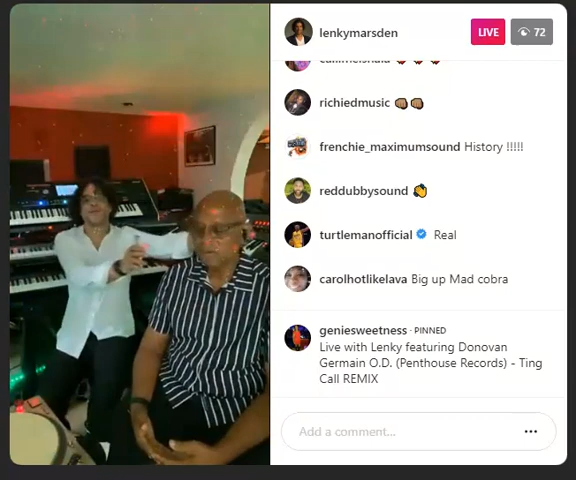 lenkymarsden
LIVE
72
richiedmusic
frenchie_maximumsound History !!!!!
reddubbysound
turtlemanofficial Real
carolhotlikelava Big up Mad cobra
geniesweetness · PINNED
Live with Lenky featuring Donovan
Germain O.D. (Penthouse Records) - Ting
Call REMIX
Add a comment...